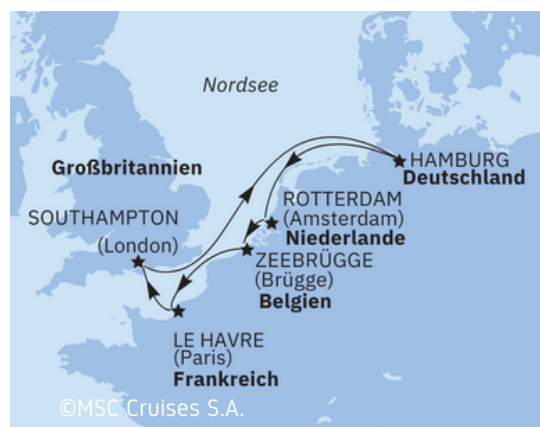 Nordsee
Großbritannien
HAMBURG
Deutschland
ROTTERDAM
(Amsterdam)
Niederlande
SOUTHAMPTON
(London)
ZEEBRÜGGE
(Brügge)
Belgien
LE HAVRE
(Paris)
Frankreich
©MSC Cruises S.A.